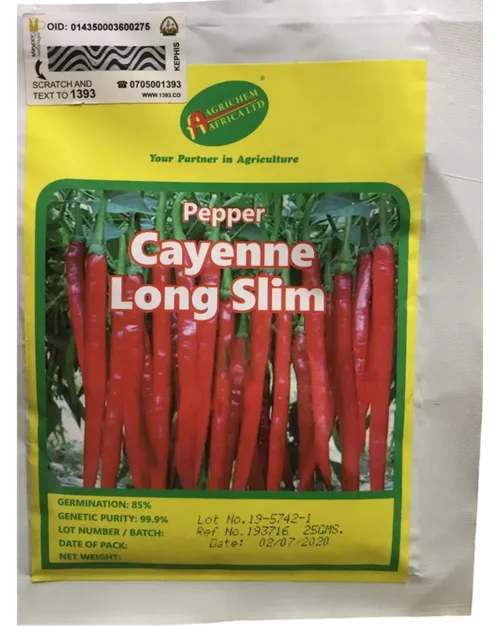 OID: 014350003600275
KEPHIS
SCRATCH AND
TEXT TO 1393
☎ 0705001393
WWW.1393.CO
AGRICHEM
AFRICA LTD
Your Partner in Agriculture
Pepper
Cayenne
Long Slim
GERMINATION: 85%
GENETIC PURITY: 99.9%
LOT NUMBER / BATCH:
DATE OF PACK:
NET WEIGHT:
Lot No.19-5742-1
Ref No.193716 25GMS.
Date: 02/07/2020